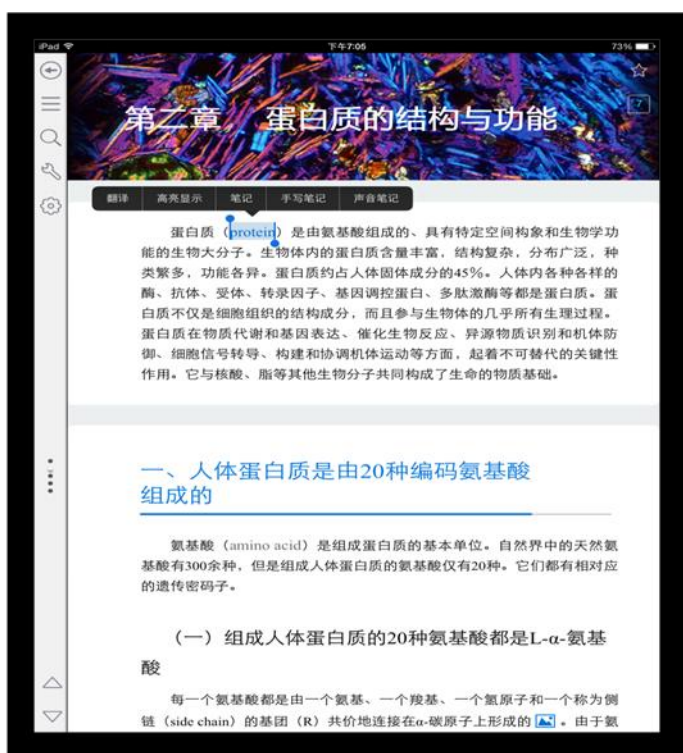 iPad 下午7:05 73%
第二章 蛋白质的结构与功能
7
翻译 高亮显示 笔记 手写笔记 声音笔记
蛋白质（protein）是由氨基酸组成的、具有特定空间构象和生物学功
能的生物大分子。生物体内的蛋白质含量丰富，结构复杂，分布广泛，种
类繁多，功能各异。蛋白质约占人体固体成分的45%。人体内各种各样的
酶、抗体、受体、转录因子、基因调控蛋白、多肽激酶等都是蛋白质。蛋
白质不仅是细胞组织的结构成分，而且参与生物体的几乎所有生理过程。
蛋白质在物质代谢和基因表达、催化生物反应、异源物质识别和机体防
御、细胞信号转导、构建和协调机体运动等方面，起着不可替代的关键性
作用。它与核酸、脂等其他生物分子共同构成了生命的物质基础。
一、人体蛋白质是由20种编码氨基酸
组成的
氨基酸（amino acid）是组成蛋白质的基本单位。自然界中的天然氨
基酸有300余种，但是组成人体蛋白质的氨基酸仅有20种。它们都有相对应
的遗传密码子。
（一）组成人体蛋白质的20种氨基酸都是L-α-氨基
酸
每一个氨基酸都是由一个氨基、一个羧基、一个氢原子和一个称为侧
链（side chain）的基团（R）共价地连接在α-碳原子上形成的。由于氨